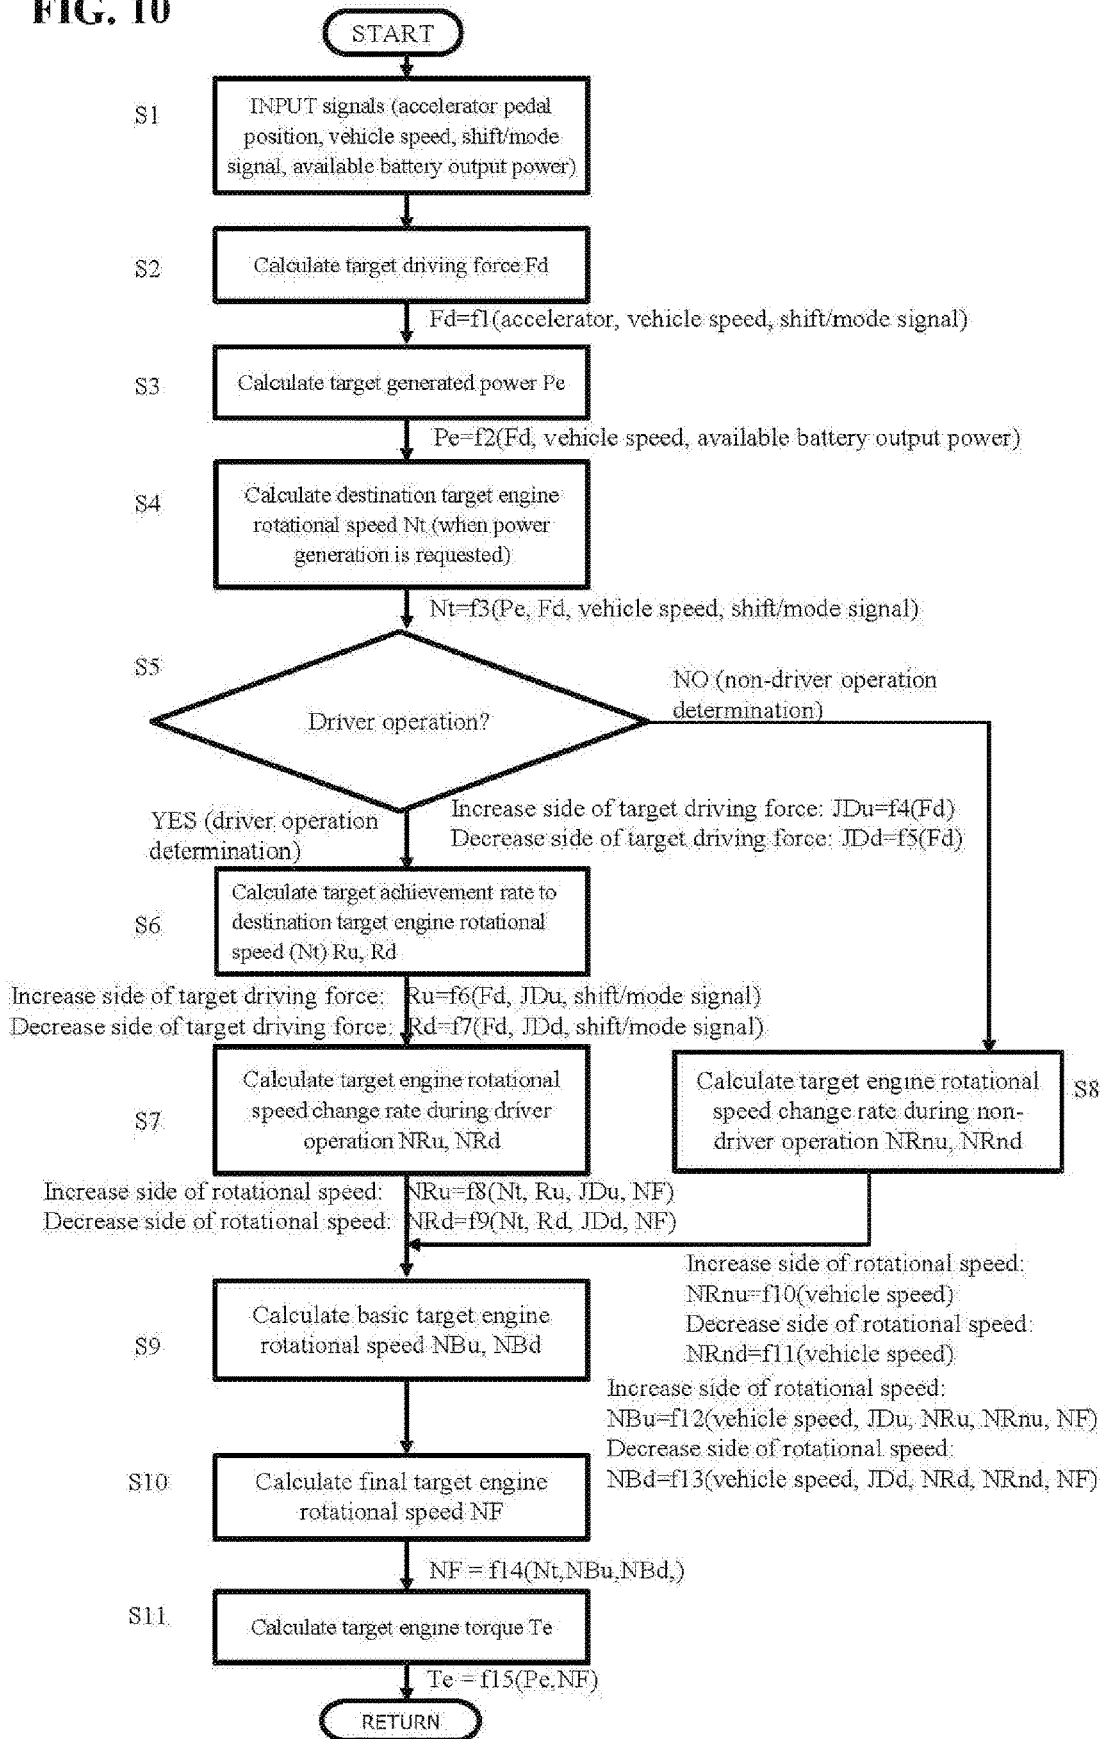 FIG. 10
START
S1
INPUT signals (accelerator pedal
position, vehicle speed, shift/mode
signal, available battery output power)
S2
Calculate target driving force Fd
Fd=f1(accelerator, vehicle speed, shift/mode signal)
S3
Calculate target generated power Pe
Pe=f2(Fd, vehicle speed, available battery output power)
S4
Calculate destination target engine
rotational speed Nt (when power
generation is requested)
Nt=f3(Pe, Fd, vehicle speed, shift/mode signal)
S5
Driver operation?
NO (non-driver operation
determination)
YES (driver operation
determination)
Increase side of target driving force: JDu=f4(Fd)
Decrease side of target driving force: JDd=f5(Fd)
S6
Calculate target achievement rate to
destination target engine rotational
speed (Nt) Ru, Rd
Increase side of target driving force: Ru=f6(Fd, JDu, shift/mode signal)
Decrease side of target driving force: Rd=f7(Fd, JDd, shift/mode signal)
S7
Calculate target engine rotational
speed change rate during driver
operation NRu, NRd
Calculate target engine rotational
speed change rate during non-
driver operation NRnu, NRnd
S8
Increase side of rotational speed: NRu=f8(Nt, Ru, JDu, NF)
Decrease side of rotational speed: NRd=f9(Nt, Rd, JDd, NF)
Increase side of rotational speed:
NRnu=f10(vehicle speed)
Decrease side of rotational speed:
NRnd=f11(vehicle speed)
S9
Calculate basic target engine
rotational speed NBu, NBd
Increase side of rotational speed:
NBu=f12(vehicle speed, JDu, NRu, NRnu, NF)
Decrease side of rotational speed:
NBd=f13(vehicle speed, JDd, NRd, NRnd, NF)
S10
Calculate final target engine
rotational speed NF
NF = f14(Nt,NBu,NBd,)
S11
Calculate target engine torque Te
Te = f15(Pe,NF)
RETURN